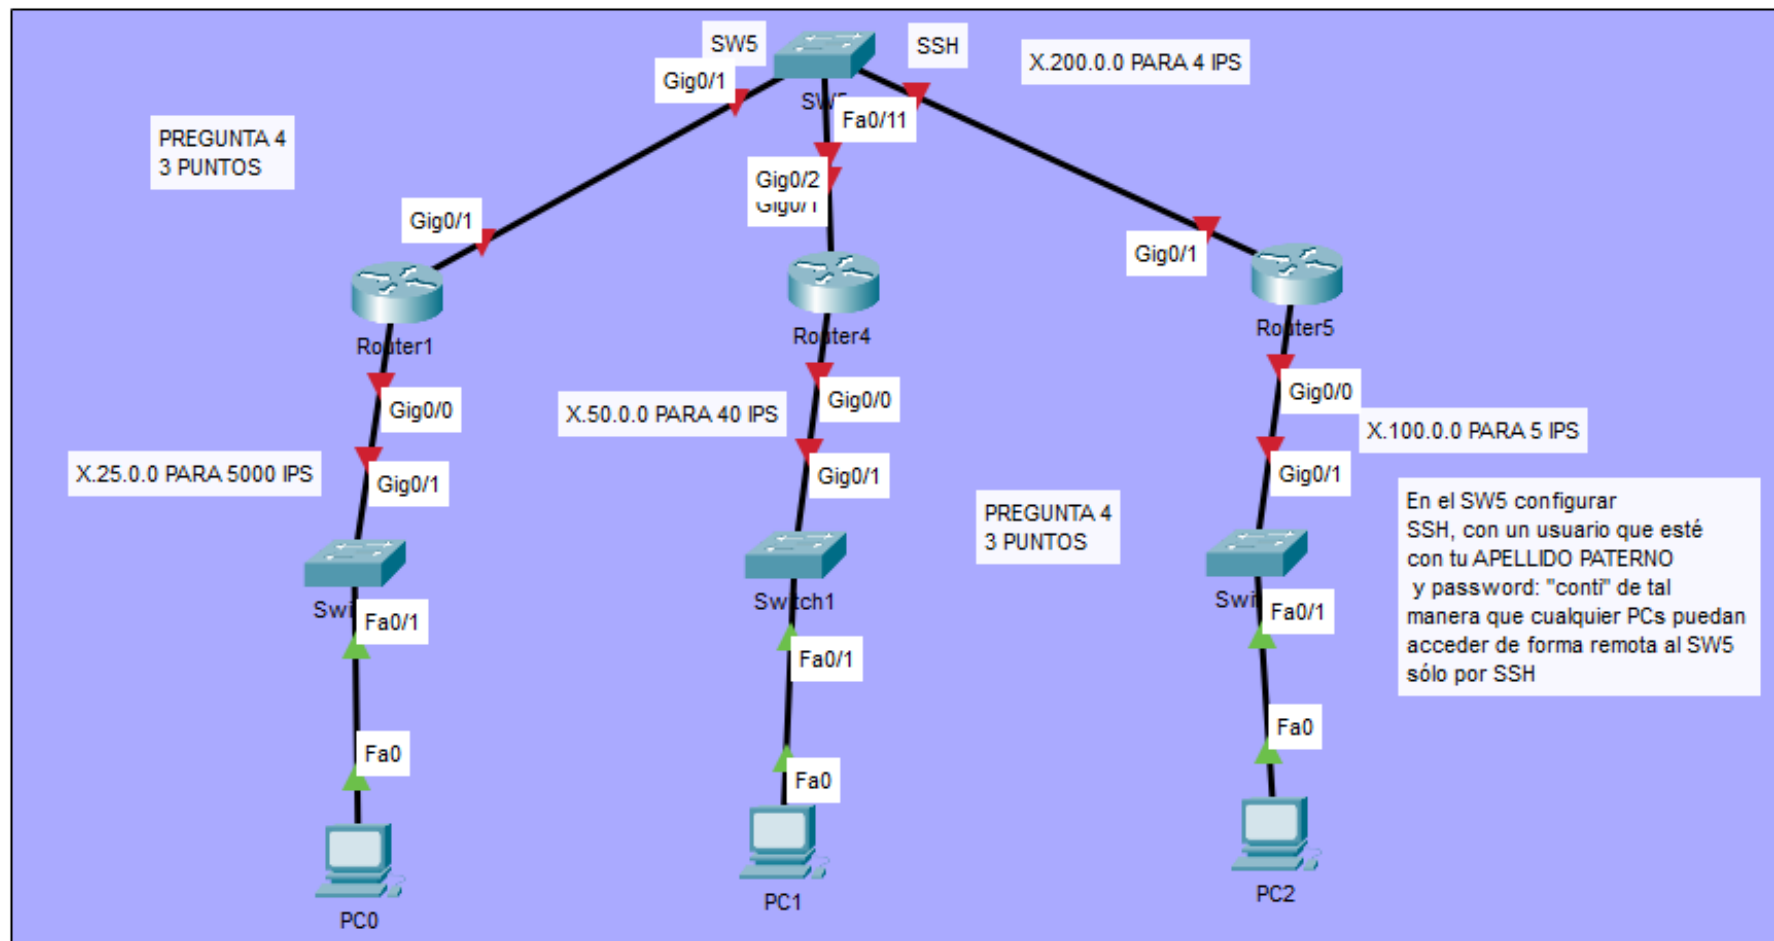 SW5
SSH
X.200.0.0 PARA 4 IPS
Gig0/1
Fa0/11
PREGUNTA 4
3 PUNTOS
Gig0/2
Gig0/1
Gig0/1
Gig0/1
Router1
Router4
Router5
Gig0/0
X.50.0.0 PARA 40 IPS
Gig0/0
Gig0/0
X.100.0.0 PARA 5 IPS
X.25.0.0 PARA 5000 IPS
Gig0/1
Gig0/1
Gig0/1
PREGUNTA 4
3 PUNTOS
En el SW5 configurar
SSH, con un usuario que esté
con tu APELLIDO PATERNO
y password: "conti" de tal
manera que cualquier PCs puedan
acceder de forma remota al SW5
sólo por SSH
Switch1
Fa0/1
Fa0/1
Fa0/1
Fa0
Fa0
Fa0
PC0
PC1
PC2